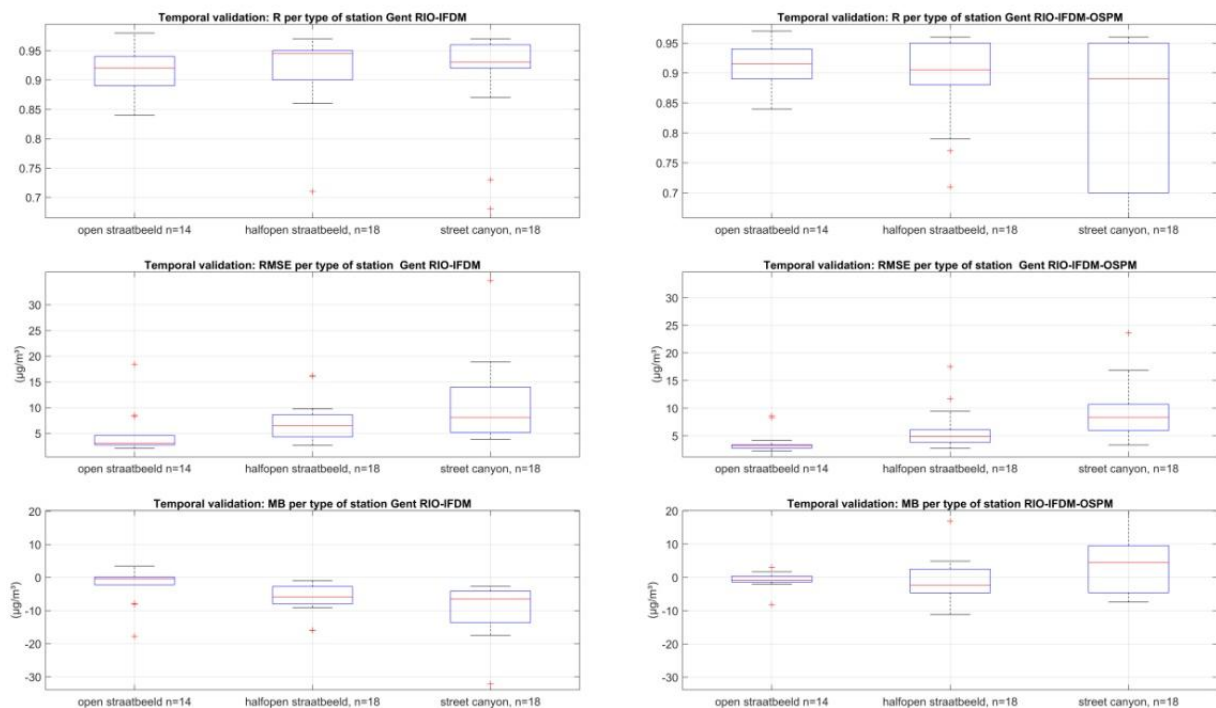 Temporal validation: R per type of station Gent RIO-IFDM
0.95
0.9
0.85
0.8
0.75
0.7
open straatbeeld n=14
halfopen straatbeeld, n=18
street canyon, n=18
Temporal validation: R per type of station Gent RIO-IFDM-OSPM
0.95
0.9
0.8
0.7
open straatbeeld n=14
halfopen straatbeeld, n=18
street canyon, n=18
Temporal validation: RMSE per type of station Gent RIO-IFDM
(µg/m³)
30
25
20
15
10
5
open straatbeeld n=14
halfopen straatbeeld, n=18
street canyon, n=18
Temporal validation: RMSE per type of station Gent RIO-IFDM-OSPM
(µg/m³)
30
25
20
15
10
5
open straatbeeld n=14
halfopen straatbeeld, n=18
street canyon, n=18
Temporal validation: MB per type of station Gent RIO-IFDM
(µg/m³)
20
10
0
-10
-20
-30
open straatbeeld n=14
halfopen straatbeeld, n=18
street canyon, n=18
Temporal validation: MB per type of station RIO-IFDM-OSPM
(µg/m³)
20
10
0
-10
-20
-30
open straatbeeld n=14
halfopen straatbeeld, n=18
street canyon, n=18